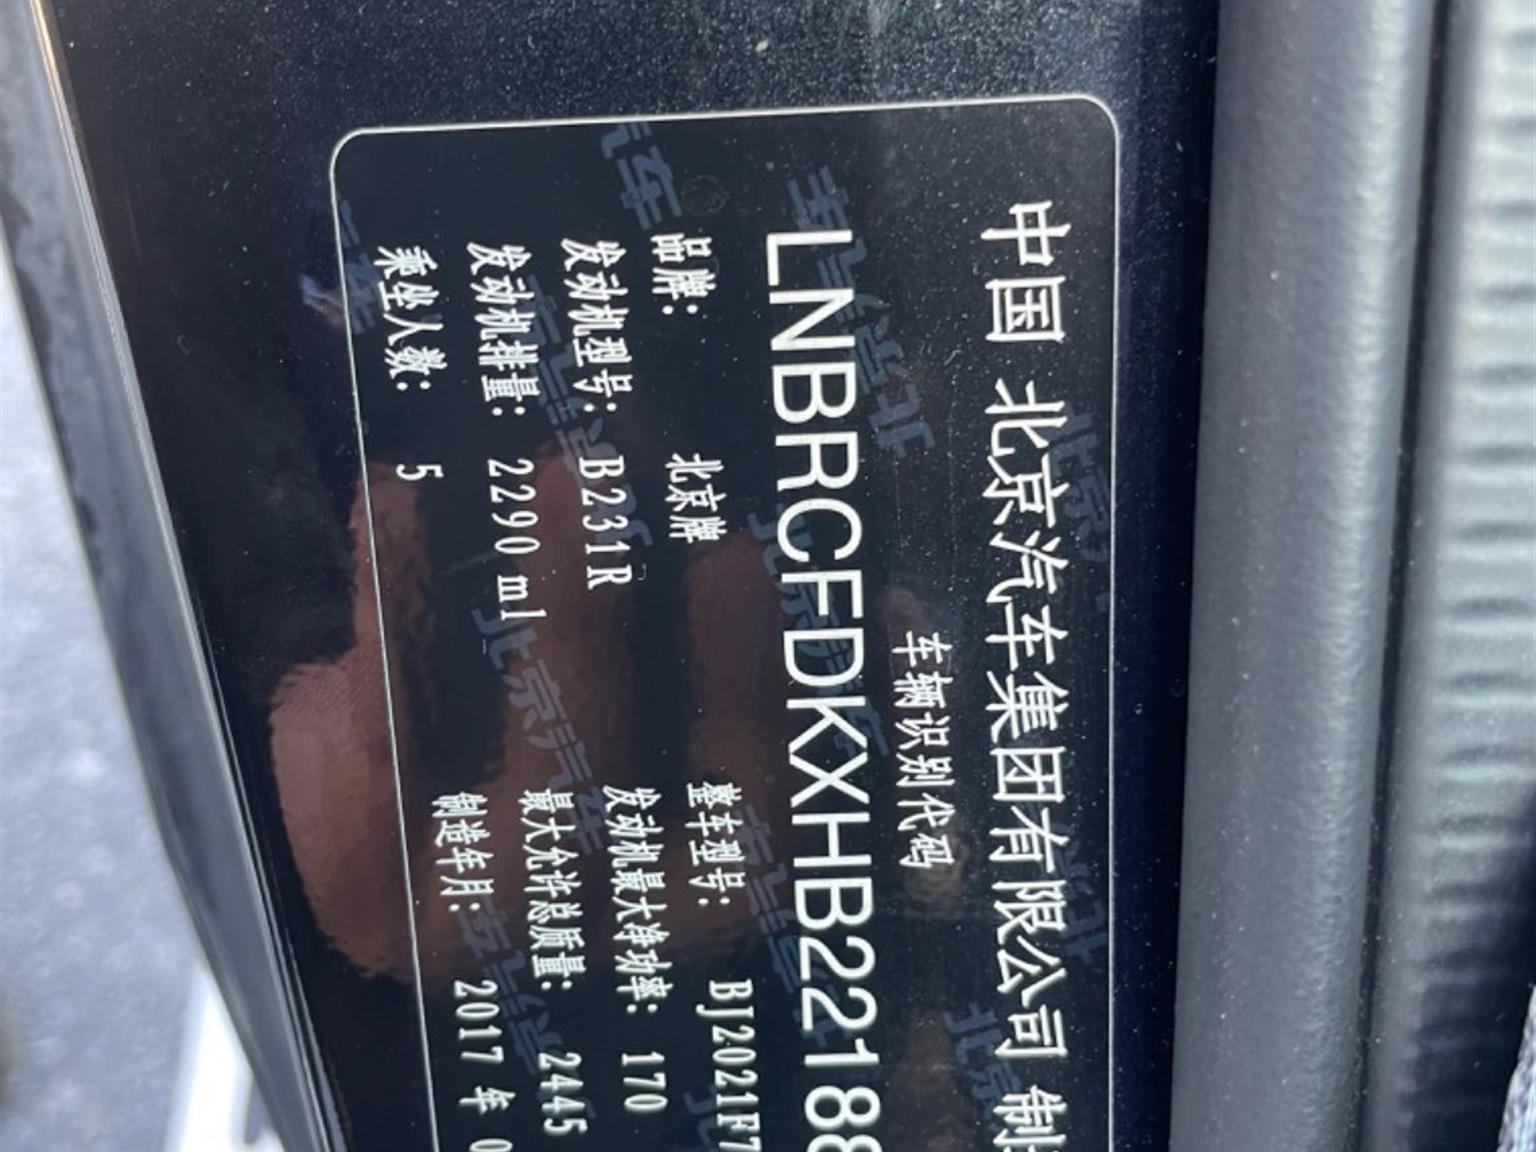 中国 北京汽车集团有限公司 制
车辆识别代码
LNBRCFDKXHB2218
品牌: 北京牌 整车型号: BJ2021F7
发动机型号: B231R 发动机最大净功率: 170
发动机排量: 2290 ml 最大允许总质量: 2445
乘坐人数: 5 制造年月: 2017 年 0